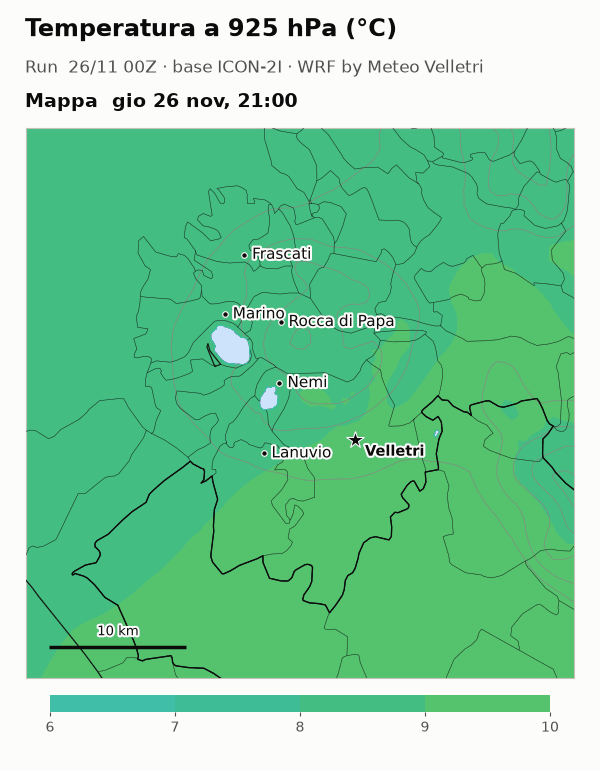 Temperatura a 925 hPa (°C)
Run  26/11 00Z · base ICON-2I · WRF by Meteo Velletri
Mappa  gio 26 nov, 21:00
Frascati
Marino
Rocca di Papa
Nemi
Velletri
Lanuvio
10 km
6 7 8 9 10